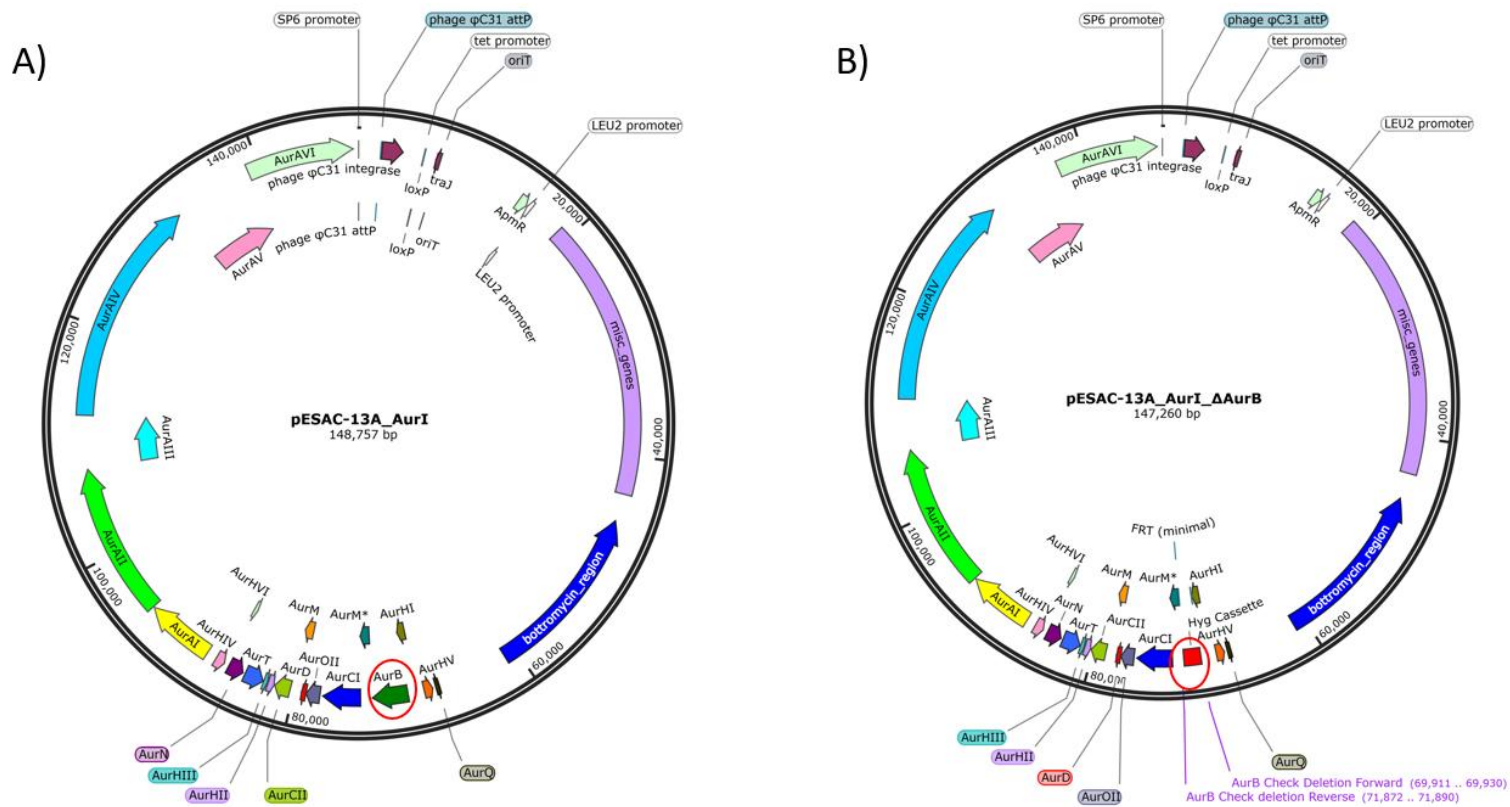 A)
SP6 promoter
phage φC31 attP
tet promoter
oriT
LEU2 promoter
140,000
AurAVI
phage φC31 integrase
loxP
traJ
ApmR
20,000
AurAV
phage φC31 attP
loxP
oriT
LEU2 promoter
AurAIV
120,000
misc_genes
pESAC-13A_AurI
148,757 bp
AurAIII
40,000
AurAII
100,000
AurHVI
AurM
AurM*
AurHI
bottromycin_region
60,000
AurAI
AurHIV
AurT
AurD
AurOII
AurCI
AurB
AurHV
80,000
AurN
AurHIII
AurHII
AurCII
AurQ
B)
SP6 promoter
phage φC31 attP
tet promoter
oriT
LEU2 promoter
140,000
AurAVI
phage φC31 integrase
loxP
traJ
ApmR
20,000
AurAV
AurAIV
120,000
misc_genes
pESAC-13A_AurI_ΔAurB
147,260 bp
AurAIII
40,000
AurAII
100,000
FRT (minimal)
AurHVI
AurM
AurM*
AurHI
bottromycin_region
60,000
AurAI
AurHIV
AurN
AurT
AurCII
AurCI
Hyg Cassette
AurHV
80,000
AurHIII
AurHII
AurD
AurOII
AurQ
AurB Check Deletion Forward (69,911 .. 69,930)
AurB Check deletion Reverse (71,872 .. 71,890)